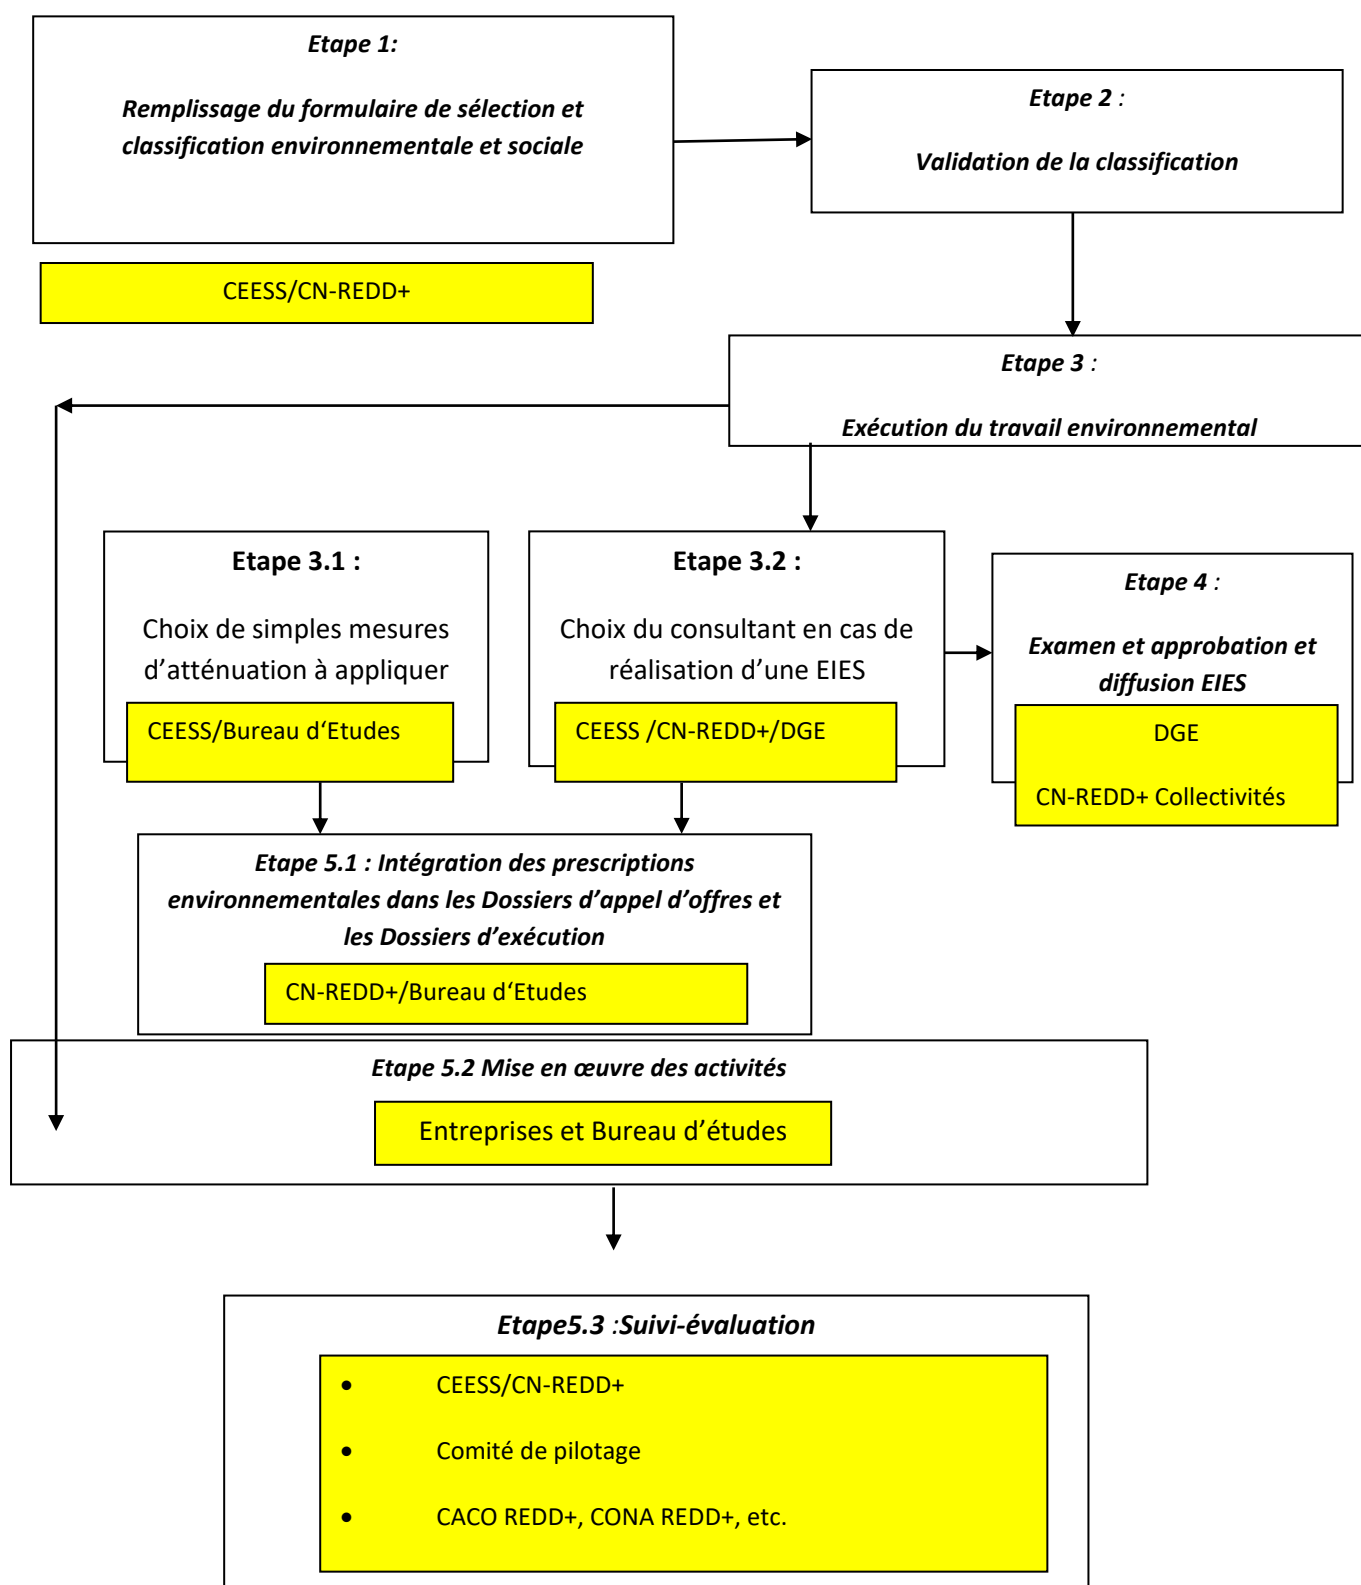 Etape 1:
Remplissage du formulaire de sélection et
classification environnementale et sociale
CEESS/CN-REDD+
Etape 2 :
Validation de la classification
Etape 3 :
Exécution du travail environnemental
Etape 3.1 :
Choix de simples mesures
d’atténuation à appliquer
CEESS/Bureau d‘Etudes
Etape 3.2 :
Choix du consultant en cas de
réalisation d’une EIES
CEESS /CN-REDD+/DGE
Etape 4 :
Examen et approbation et
diffusion EIES
DGE
CN-REDD+ Collectivités
Etape 5.1 : Intégration des prescriptions
environnementales dans les Dossiers d’appel d’offres et
les Dossiers d’exécution
CN-REDD+/Bureau d‘Etudes
Etape 5.2 Mise en œuvre des activités
Entreprises et Bureau d’études
Etape5.3 :Suivi-évaluation
• CEESS/CN-REDD+
• Comité de pilotage
• CACO REDD+, CONA REDD+, etc.